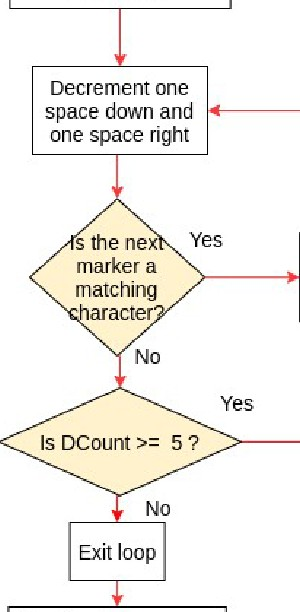 Decrement one
space down and
one space right
Is the next
marker a
matching
character?
Yes
No
Is DCount >=  5 ?
Yes
No
Exit loop